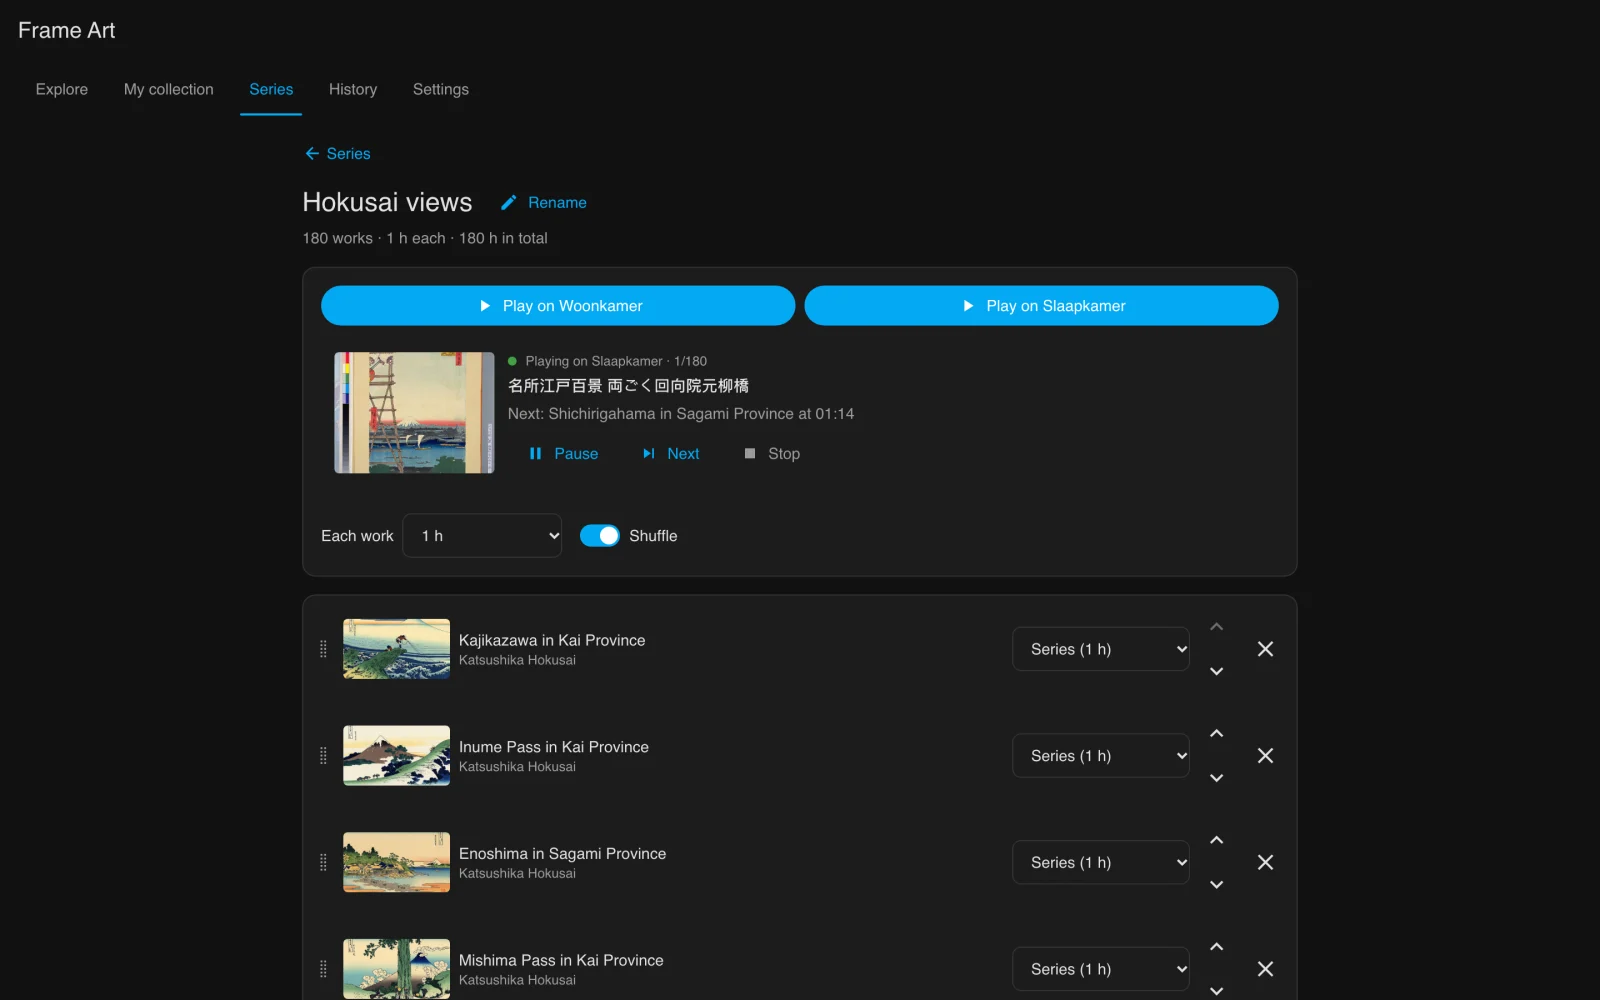 Frame Art
Explore
My collection
Series
History
Settings
Series
Hokusai views
Rename
180 works · 1 h each · 180 h in total
Play on Woonkamer
Play on Slaapkamer
Playing on Slaapkamer · 1/180
名所江戸百景 両ごく回向院元柳橋
Next: Shichirigahama in Sagami Province at 01:14
Pause
Next
Stop
Each work
1 h
Shuffle
Kajikazawa in Kai Province
Katsushika Hokusai
Series (1 h)
Inume Pass in Kai Province
Katsushika Hokusai
Series (1 h)
Enoshima in Sagami Province
Katsushika Hokusai
Series (1 h)
Mishima Pass in Kai Province
Katsushika Hokusai
Series (1 h)